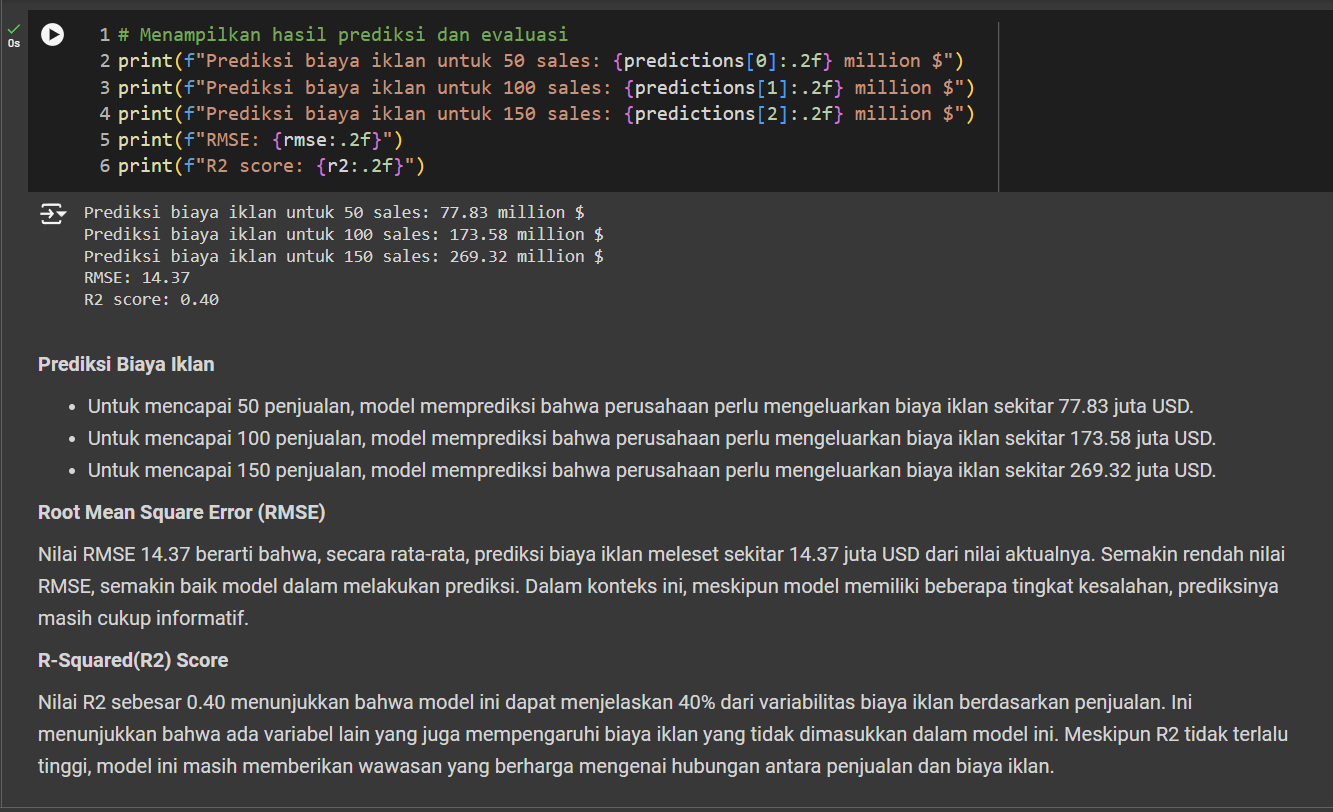 0s
1 # Menampilkan hasil prediksi dan evaluasi
2 print(f"Prediksi biaya iklan untuk 50 sales: {predictions[0]:.2f} million $")
3 print(f"Prediksi biaya iklan untuk 100 sales: {predictions[1]:.2f} million $")
4 print(f"Prediksi biaya iklan untuk 150 sales: {predictions[2]:.2f} million $")
5 print(f"RMSE: {rmse:.2f}")
6 print(f"R2 score: {r2:.2f}")
Prediksi biaya iklan untuk 50 sales: 77.83 million $
Prediksi biaya iklan untuk 100 sales: 173.58 million $
Prediksi biaya iklan untuk 150 sales: 269.32 million $
RMSE: 14.37
R2 score: 0.40
Prediksi Biaya Iklan
• Untuk mencapai 50 penjualan, model memprediksi bahwa perusahaan perlu mengeluarkan biaya iklan sekitar 77.83 juta USD.
• Untuk mencapai 100 penjualan, model memprediksi bahwa perusahaan perlu mengeluarkan biaya iklan sekitar 173.58 juta USD.
• Untuk mencapai 150 penjualan, model memprediksi bahwa perusahaan perlu mengeluarkan biaya iklan sekitar 269.32 juta USD.
Root Mean Square Error (RMSE)
Nilai RMSE 14.37 berarti bahwa, secara rata-rata, prediksi biaya iklan meleset sekitar 14.37 juta USD dari nilai aktualnya. Semakin rendah nilai
RMSE, semakin baik model dalam melakukan prediksi. Dalam konteks ini, meskipun model memiliki beberapa tingkat kesalahan, prediksinya
masih cukup informatif.
R-Squared(R2) Score
Nilai R2 sebesar 0.40 menunjukkan bahwa model ini dapat menjelaskan 40% dari variabilitas biaya iklan berdasarkan penjualan. Ini
menunjukkan bahwa ada variabel lain yang juga mempengaruhi biaya iklan yang tidak dimasukkan dalam model ini. Meskipun R2 tidak terlalu
tinggi, model ini masih memberikan wawasan yang berharga mengenai hubungan antara penjualan dan biaya iklan.